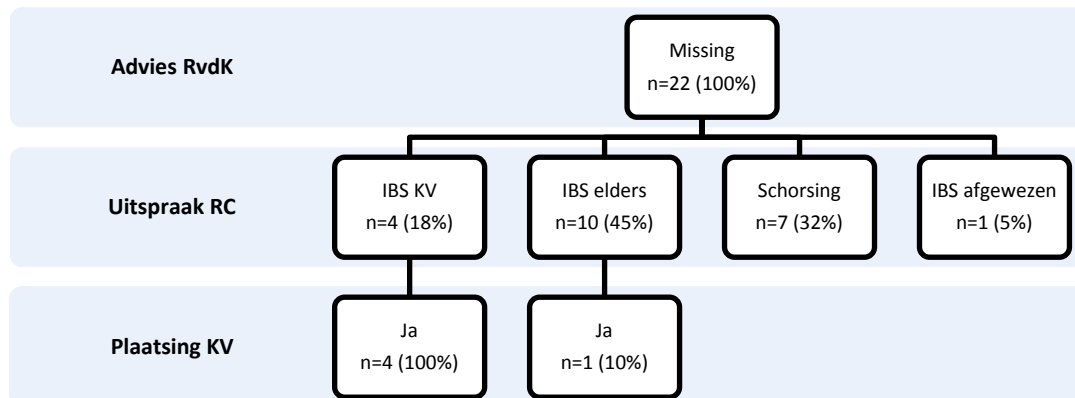 Advies RvdK
Missing
n=22 (100%)
Uitspraak RC
IBS KV
n=4 (18%)
IBS elders
n=10 (45%)
Schorsing
n=7 (32%)
IBS afgewezen
n=1 (5%)
Plaatsing KV
Ja
n=4 (100%)
Ja
n=1 (10%)